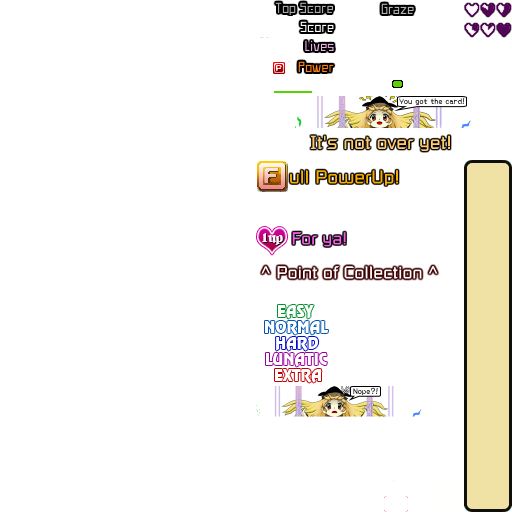 Top Score
Graze
Score
Lives
F Power
You got the card!
It's not over yet!
Full PowerUp!
1up For ya!
^ Point of Collection ^
EASY
NORMAL
HARD
LUNATIC
EXTRA
Nope?!